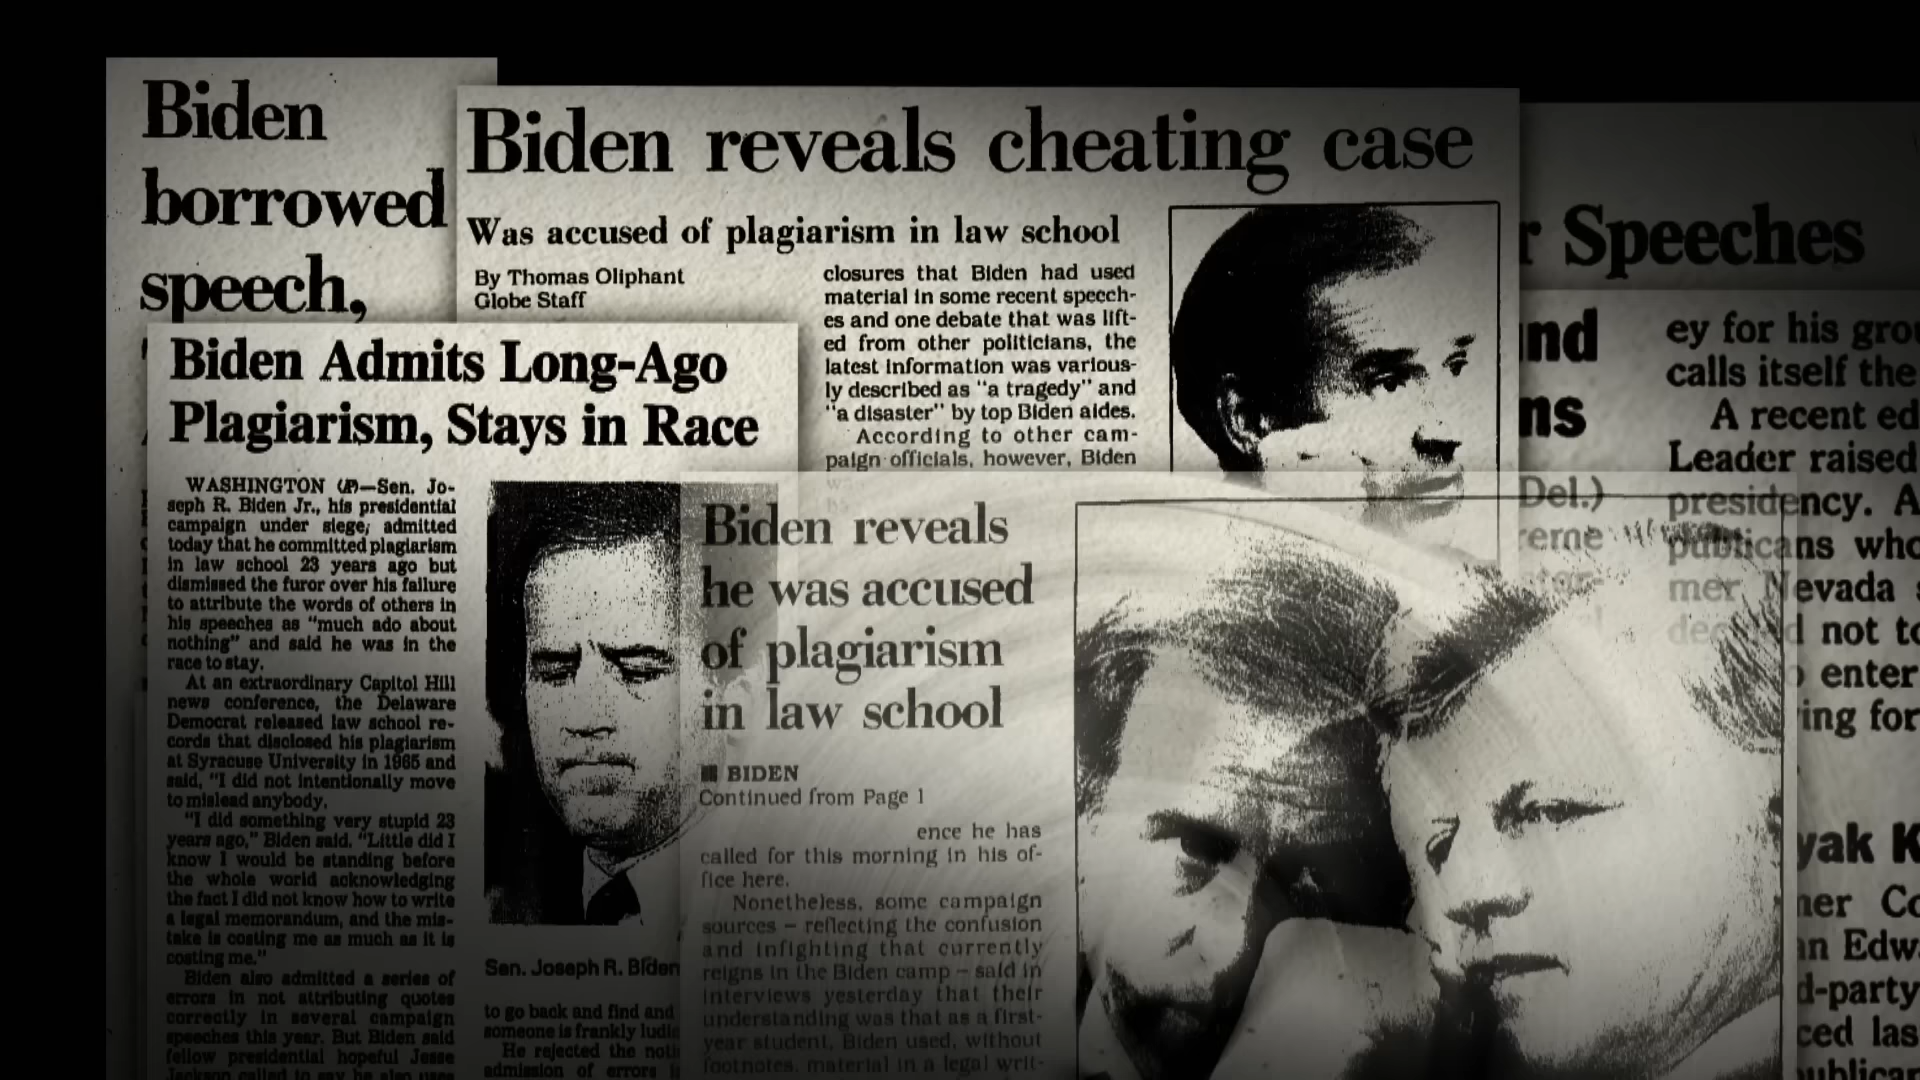 Biden
borrowed
speech,
Biden reveals cheating case
Was accused of plagiarism in law school
By Thomas Oliphant
Globe Staff
closures that Biden had used
material in some recent speech-
es and one debate that was lift-
ed from other politicians, the
latest information was various-
ly described as "a tragedy" and
"a disaster" by top Biden aides.
According to other cam-
paign officials, however, Biden
Biden Admits Long-Ago
Plagiarism, Stays in Race
WASHINGTON (AP)—Sen. Jo-
seph R. Biden Jr., his presidential
campaign under siege, admitted
today that he committed plagiarism
in law school 23 years ago but
dismissed the furor over his failure
to attribute the words of others in
his speeches as "much ado about
nothing" and said he was in the
race to stay.
At an extraordinary Capitol Hill
news conference, the Delaware
Democrat released law school re-
cords that disclosed his plagiarism
at Syracuse University in 1965 and
said, "I did not intentionally move
to mislead anybody.
"I did something very stupid 23
years ago," Biden said. "Little did I
know I would be standing before
the whole world acknowledging
the fact I did not know how to write
a legal memorandum, and the mis-
take is costing me as much as it is
costing me."
Biden also admitted a series of
errors in not attributing quotes
correctly in several campaign
speeches this year. But Biden said
fellow presidential hopeful Jesse
Jackson called to say he also uses
Sen. Joseph R. Biden
to go back and find and
someone is frankly
He rejected the
admission of errors
Biden reveals
he was accused
of plagiarism
in law school
BIDEN
Continued from Page 1
ence he has
called for this morning in his of-
fice here.
Nonetheless, some campaign
sources – reflecting the confusion
and infighting that currently
reigns in the Biden camp – said in
interviews yesterday that their
understanding was that as a first-
year student, Biden used, without
footnotes, material in a legal writ-
r Speeches
nd
ns
Del.)
reme
ey for his
calls itself the
A recent
Leader raised
presidency. A
publicans who
mer Nevada
decided not to
enter
ing for
yak K
her
an
d-party
ced